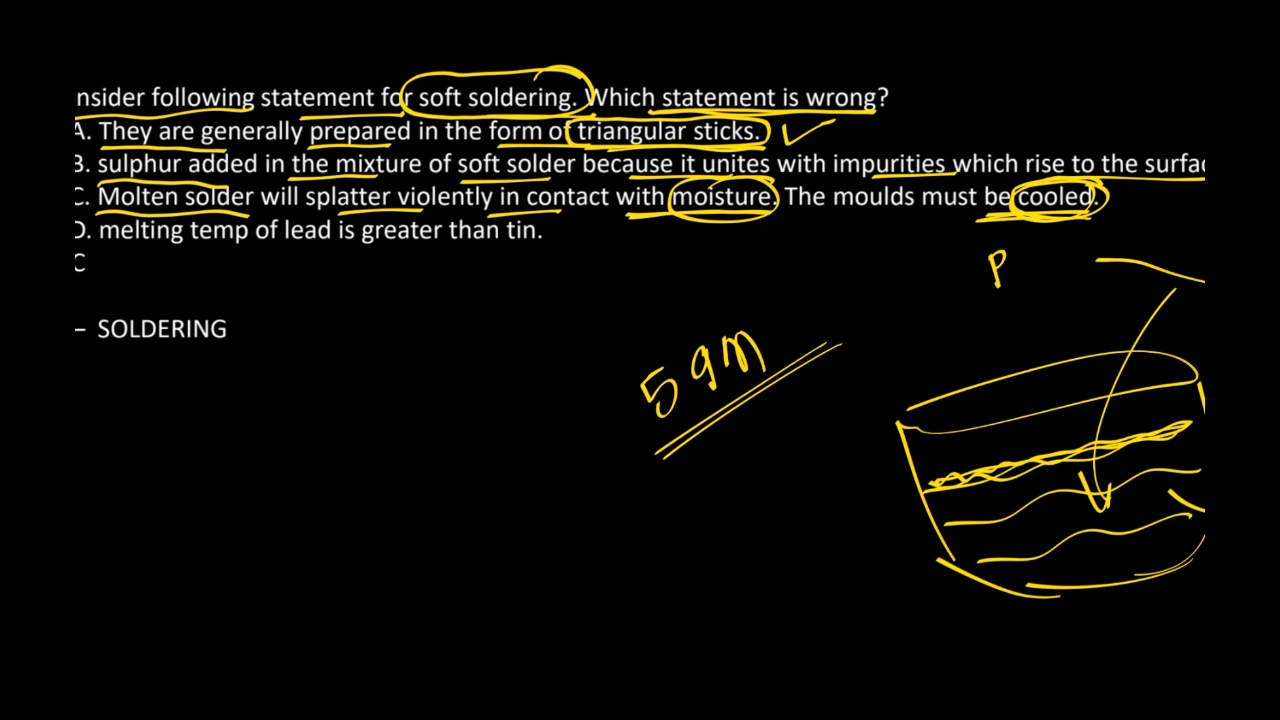 nsider following statement for soft soldering. Which statement is wrong?
A. They are generally prepared in the form of triangular sticks.
B. sulphur added in the mixture of soft solder because it unites with impurities which rise to the surfac
C. Molten solder will splatter violently in contact with moisture. The moulds must be cooled.
D. melting temp of lead is greater than tin.
C
P
– SOLDERING
5 gm